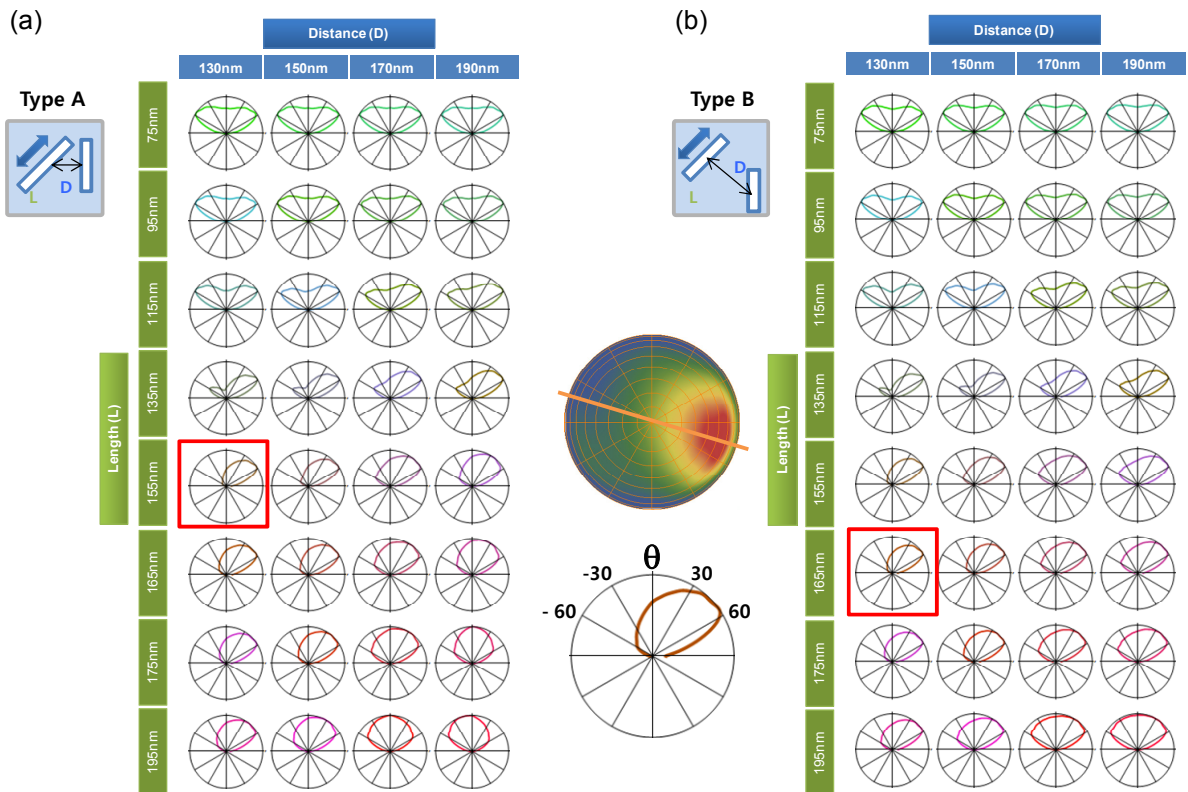 (a)
Distance (D)
130nm 150nm 170nm 190nm
Type A
L
D
Length (L)
75nm
95nm
115nm
135nm
155nm
165nm
175nm
195nm
θ
-30
30
- 60
60
(b)
Distance (D)
130nm 150nm 170nm 190nm
Type B
L
D
Length (L)
75nm
95nm
115nm
135nm
155nm
165nm
175nm
195nm